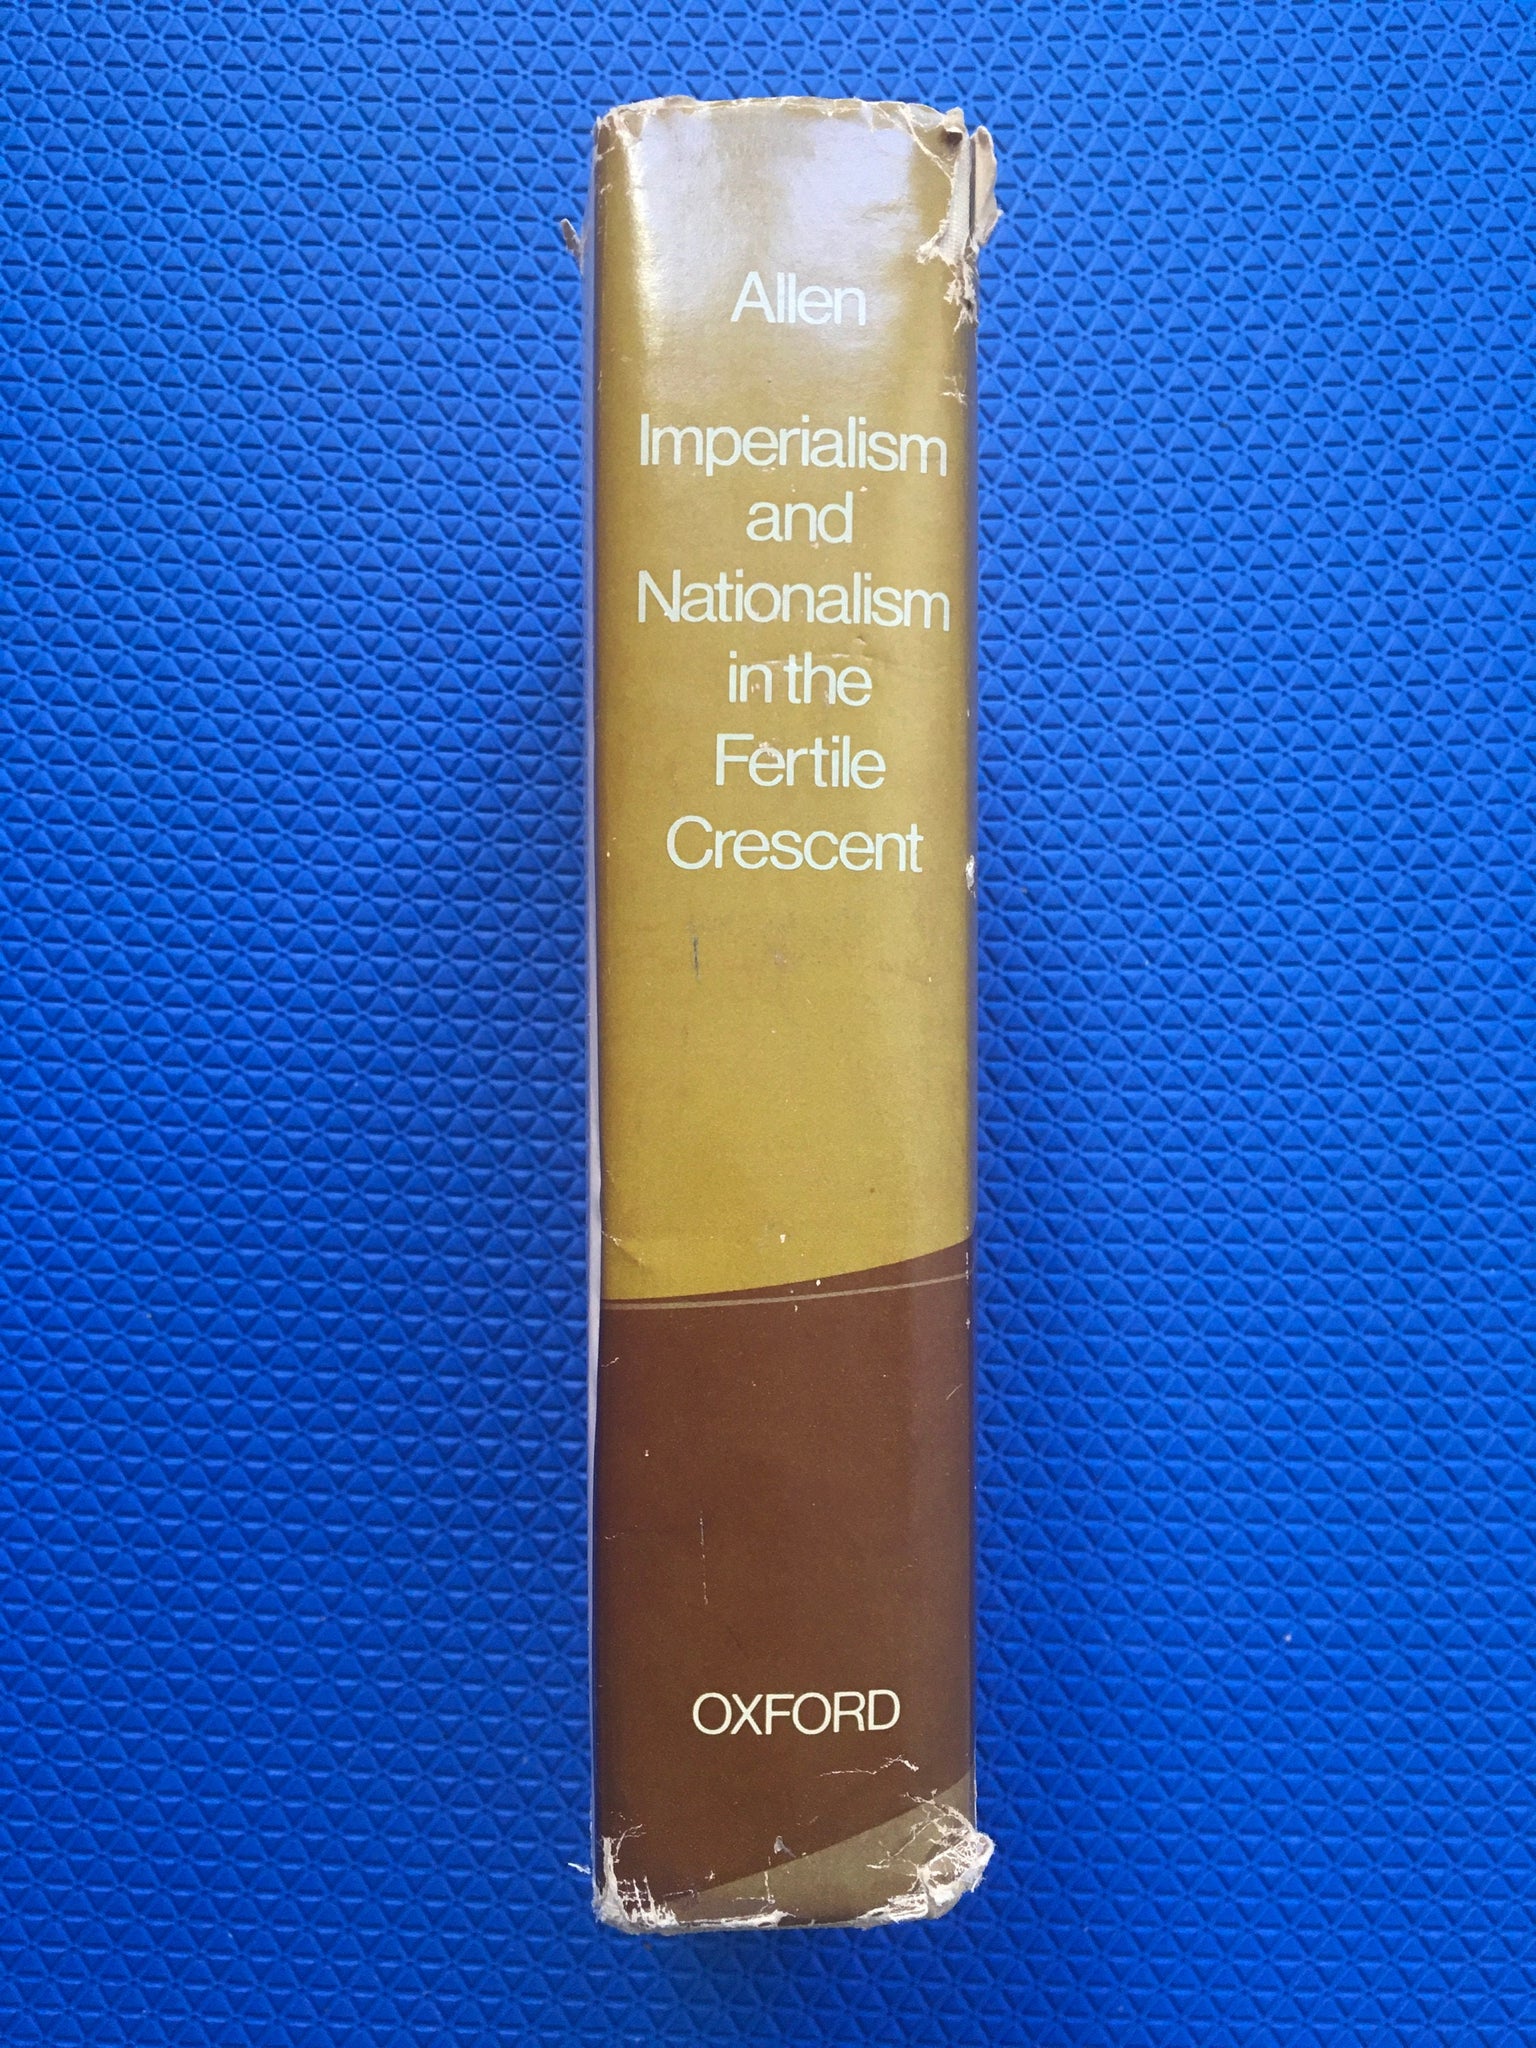 Allen
Imperialism
and
Nationalism
in the
Fertile
Crescent
OXFORD